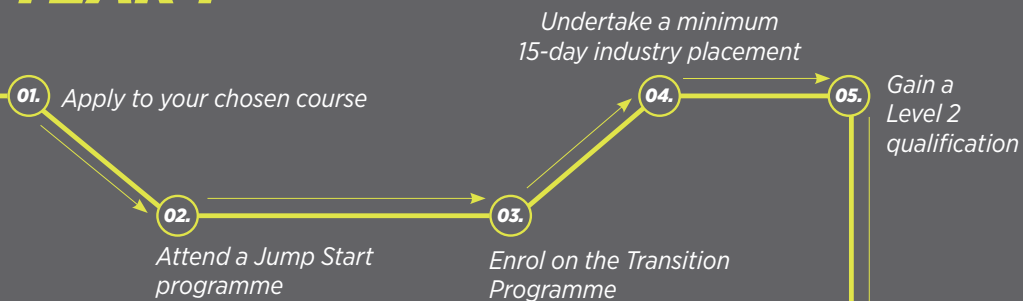 01.
Apply to your chosen course
02.
Attend a Jump Start
programme
03.
Enrol on the Transition
Programme
Undertake a minimum
15-day industry placement
04.
05.
Gain a
Level 2
qualification